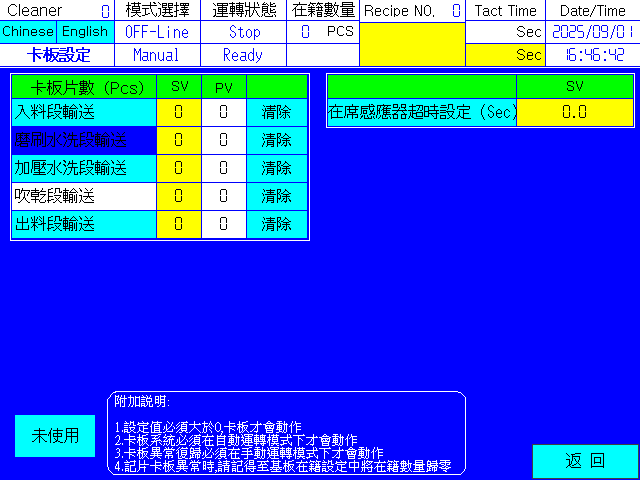 Cleaner 0 模式選擇 運轉狀態 在籍數量 Recipe NO. 0 Tact Time Date/Time
Chinese English OFF-Line Stop 0 PCS Sec 2025/09/01
卡板設定 Manual Ready Sec 16:46:42
卡板片數 (Pcs) SV PV
SV
入料段輸送 0 0 清除
在席感應器超時設定 (Sec) 0.0
磨刷水洗段輸送 0 0 清除
加壓水洗段輸送 0 0 清除
吹乾段輸送 0 0 清除
出料段輸送 0 0 清除
附加說明:
1.設定值必須大於0,卡板才會動作
2.卡板系統必須在自動運轉模式下才會動作
3.卡板異常復歸必須在手動運轉模式下才會動作
4.記片卡板異常時,請記得至基板在籍設定中將在籍數量歸零
未使用
返 回